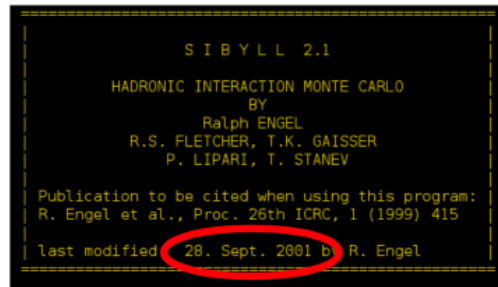 S I B Y L L 2.1
HADRONIC INTERACTION MONTE CARLO
BY
Ralph ENGEL
R.S. FLETCHER, T.K. GAISSER
P. LIPARI, T. STANEV
Publication to be cited when using this program:
R. Engel et al., Proc. 26th ICRC, 1 (1999) 415
last modified 28. Sept. 2001 by R. Engel